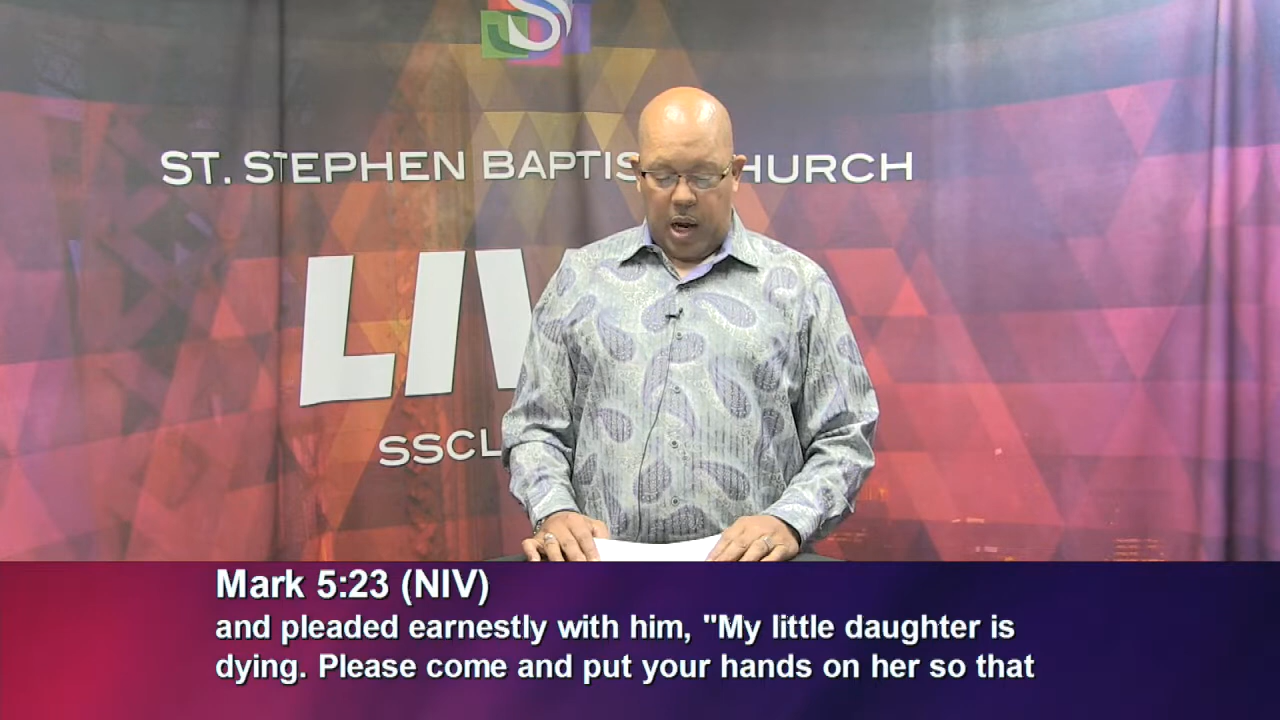 S
ST. STEPHEN BAPTIS HURCH
LIV
SSCL
Mark 5:23 (NIV)
and pleaded earnestly with him, "My little daughter is
dying. Please come and put your hands on her so that